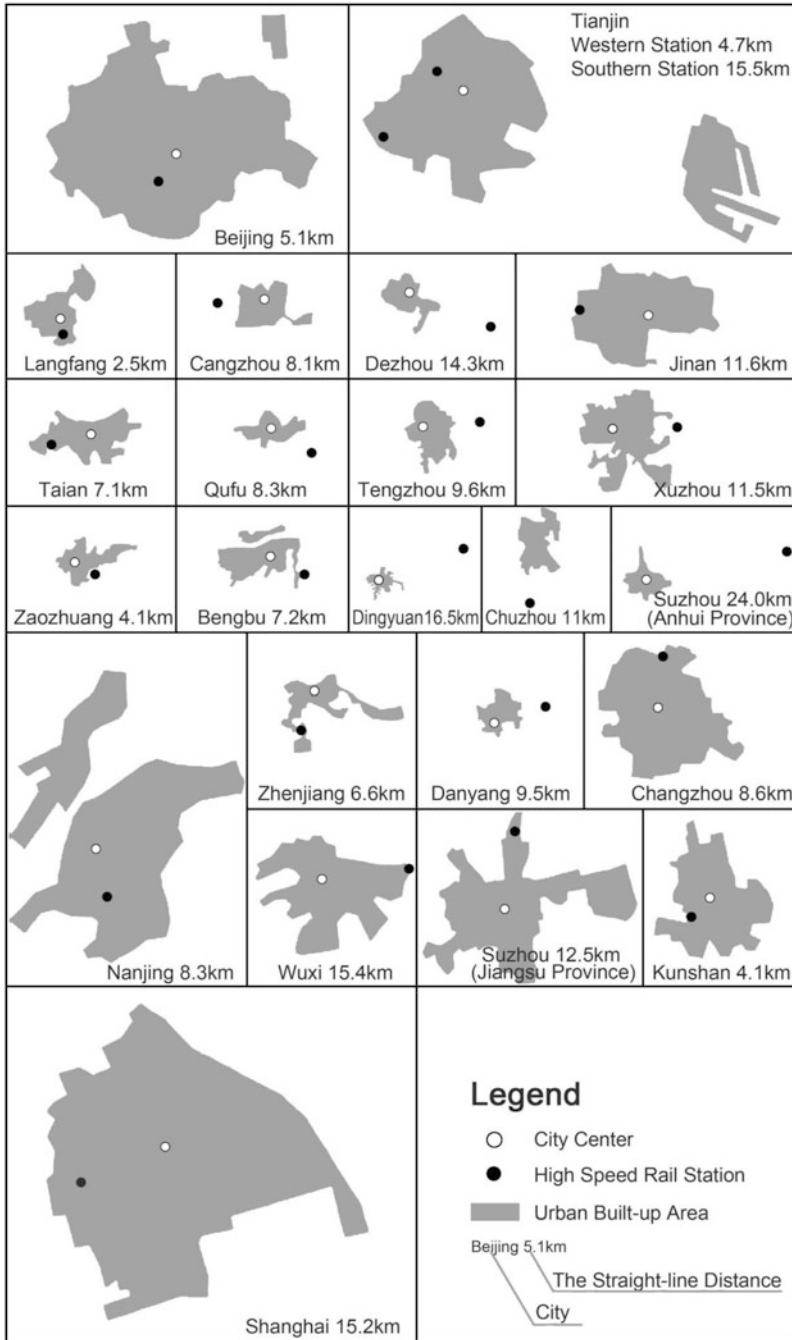 Tianjin
Western Station 4.7km
Southern Station 15.5km
Beijing 5.1km
Langfang 2.5km
Cangzhou 8.1km
Dezhou 14.3km
Jinan 11.6km
Taian 7.1km
Qufu 8.3km
Tengzhou 9.6km
Xuzhou 11.5km
Zaozhuang 4.1km
Bengbu 7.2km
Dingyuan16.5km
Chuzhou 11km
Suzhou 24.0km
(Anhui Province)
Zhenjiang 6.6km
Danyang 9.5km
Changzhou 8.6km
Nanjing 8.3km
Wuxi 15.4km
Suzhou 12.5km
(Jiangsu Province)
Kunshan 4.1km
Shanghai 15.2km
Legend
City Center
High Speed Rail Station
Urban Built-up Area
Beijing 5.1km
The Straight-line Distance
City